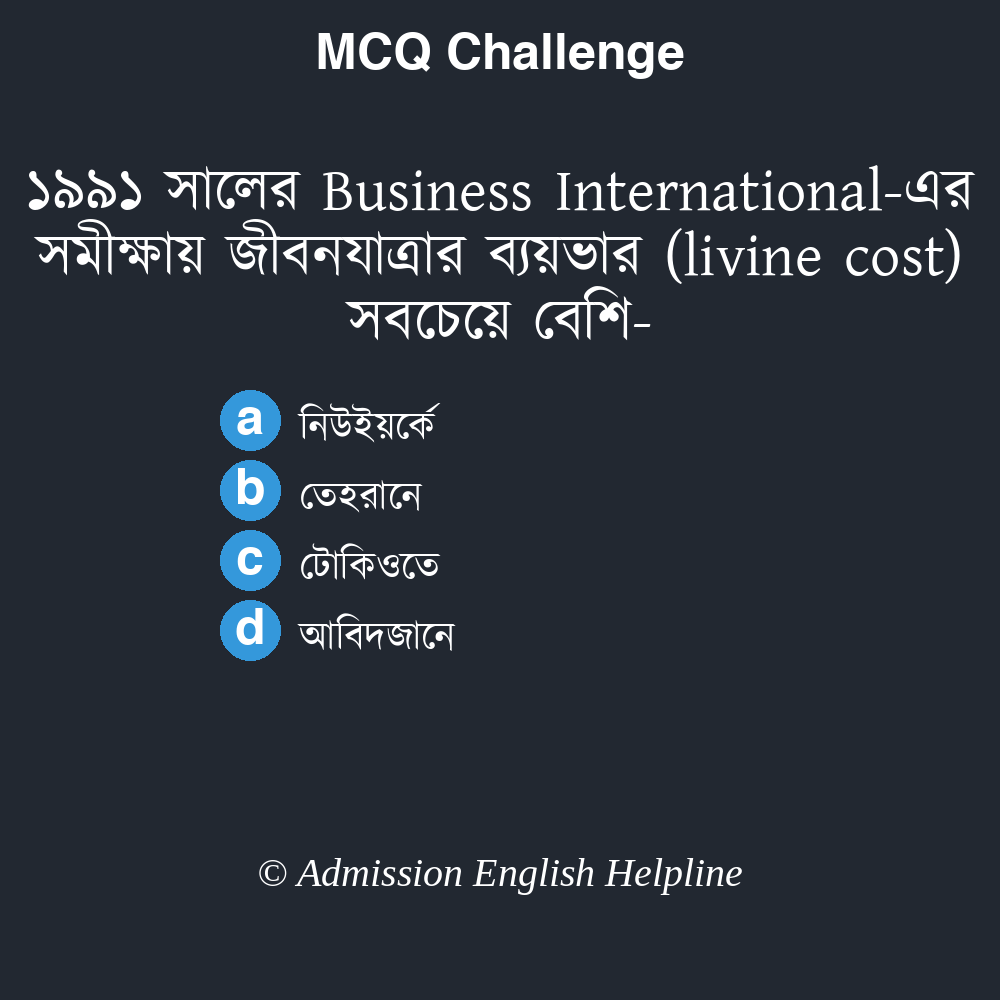 MCQ Challenge
১৯৯১ সালের Business International-এর
সমীক্ষায় জীবনযাত্রার ব্যয়ভার (livine cost)
সবচেয়ে বেশি-
a নিউইয়র্কে
b তেহরানে
c টোকিওতে
d আবিদজানে
© Admission English Helpline